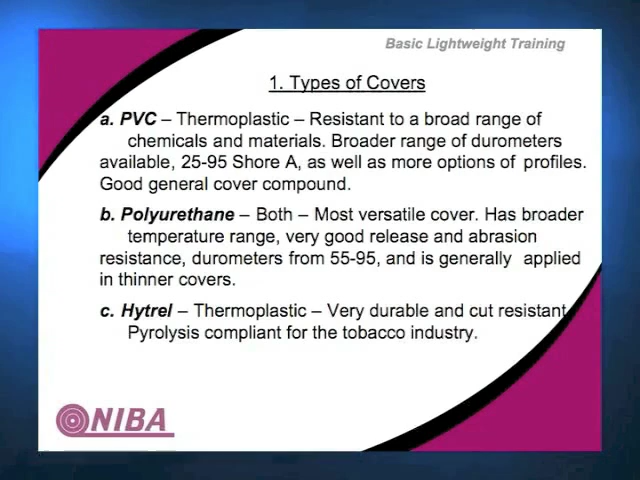 Basic Lightweight Training
1. Types of Covers
a. PVC – Thermoplastic – Resistant to a broad range of
chemicals and materials. Broader range of durometers
available, 25-95 Shore A, as well as more options of profiles.
Good general cover compound.
b. Polyurethane – Both – Most versatile cover. Has broader
temperature range, very good release and abrasion
resistance, durometers from 55-95, and is generally applied
in thinner covers.
c. Hytrel – Thermoplastic – Very durable and cut resistant
Pyrolysis compliant for the tobacco industry.
NIBA